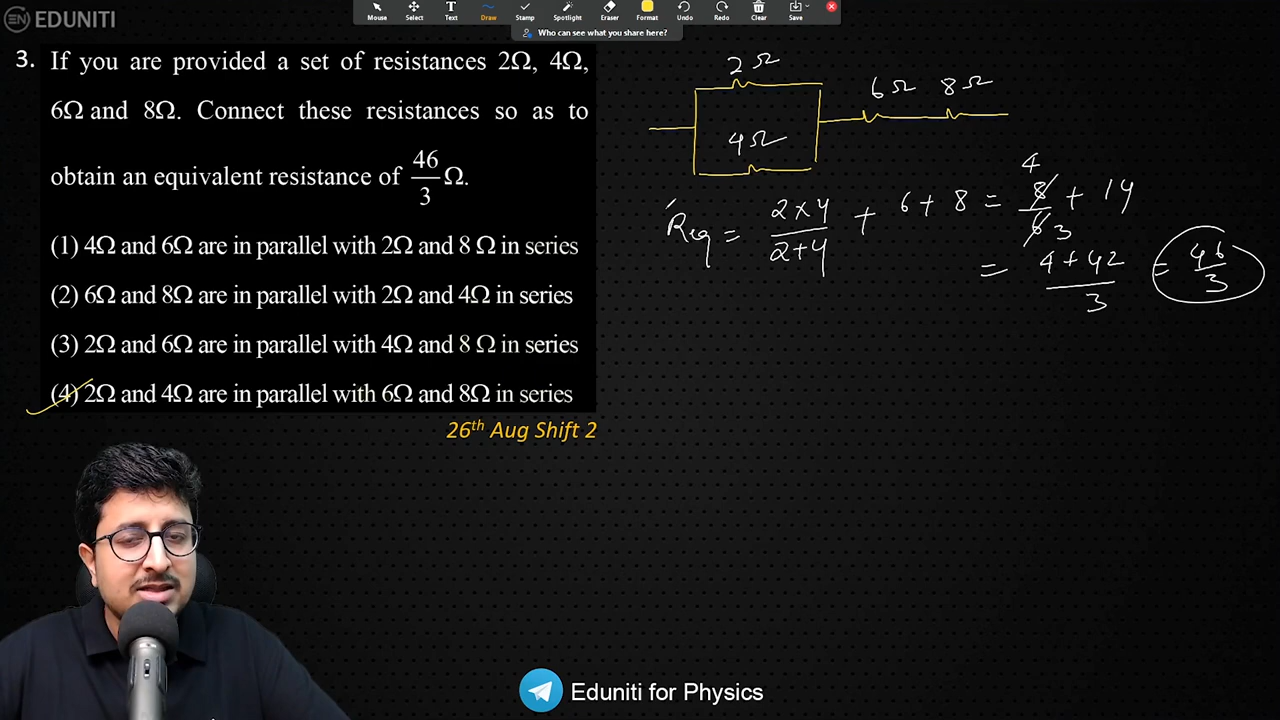 EN EDUNITI
Mouse Select Text Draw Stamp Spotlight Eraser Format Undo Redo Clear Save
Who can see what you share here?
3. If you are provided a set of resistances 2Ω, 4Ω,
6Ω and 8Ω. Connect these resistances so as to
obtain an equivalent resistance of 46/3 Ω.
(1) 4Ω and 6Ω are in parallel with 2Ω and 8 Ω in series
(2) 6Ω and 8Ω are in parallel with 2Ω and 4Ω in series
(3) 2Ω and 6Ω are in parallel with 4Ω and 8 Ω in series
(4) 2Ω and 4Ω are in parallel with 6Ω and 8Ω in series
26th Aug Shift 2
2Ω
6Ω 8Ω
4Ω
Req = 2×4/2+4 + 6+8 = 8/6 + 14
4
3
= 4+42/3 = 46/3
Eduniti for Physics